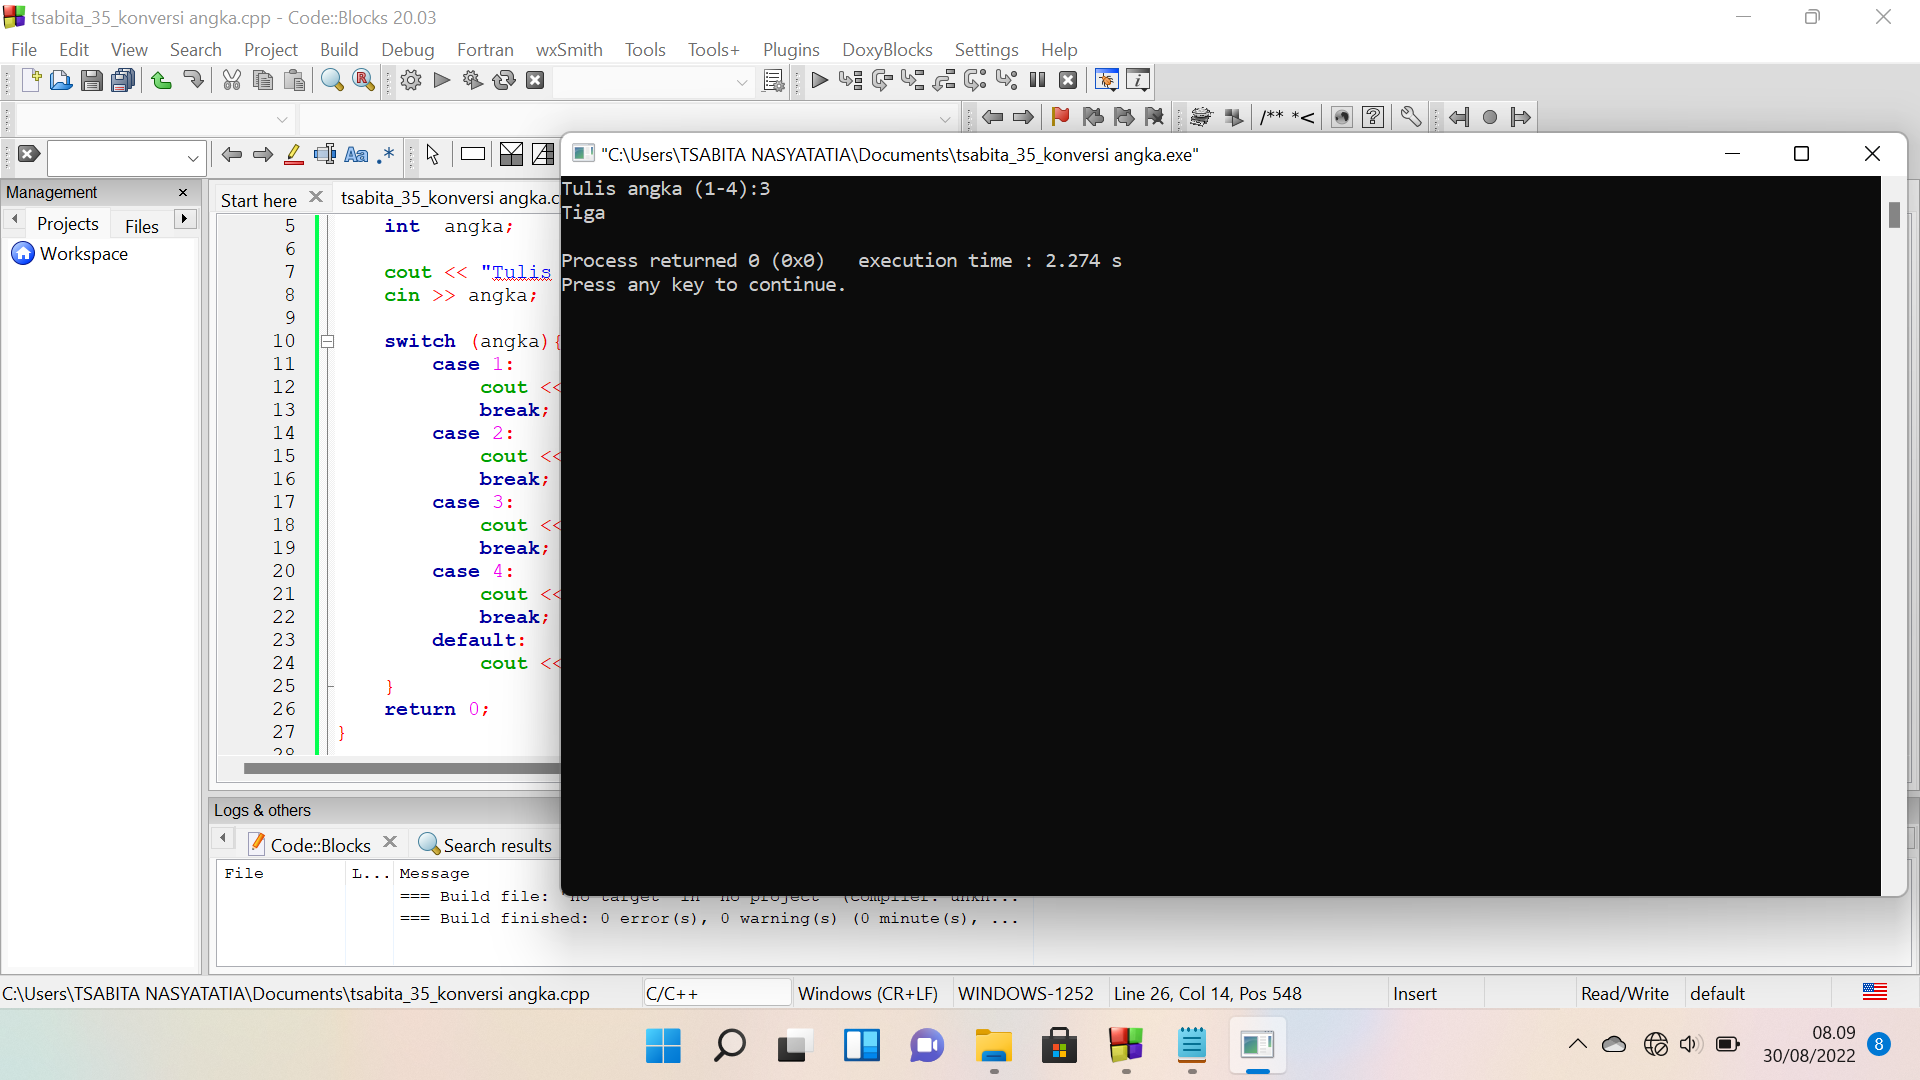 tsabita_35_konversi angka.cpp - Code::Blocks 20.03
File Edit View Search Project Build Debug Fortran wxSmith Tools Tools+ Plugins DoxyBlocks Settings Help
/** *<
Aa .*
"C:\Users\TSABITA NASYATATIA\Documents\tsabita_35_konversi angka.exe"
Management
Projects Files
Workspace
Start here tsabita_35_konversi angka.c
5 int angka;
6
7 cout << "Tulis
8 cin >> angka;
9
10 switch (angka){
11 case 1:
12 cout <<
13 break;
14 case 2:
15 cout <<
16 break;
17 case 3:
18 cout <<
19 break;
20 case 4:
21 cout <<
22 break;
23 default:
24 cout <<
25 }
26 return 0;
27 }
28
Tulis angka (1-4):3
Tiga
Process returned 0 (0x0) execution time : 2.274 s
Press any key to continue.
Logs & others
Code::Blocks Search results
File L... Message
=== Build file: "no target" in "no project" (compiler: unkn...
=== Build finished: 0 error(s), 0 warning(s) (0 minute(s), ...
C:\Users\TSABITA NASYATATIA\Documents\tsabita_35_konversi angka.cpp C/C++ Windows (CR+LF) WINDOWS-1252 Line 26, Col 14, Pos 548 Insert Read/Write default
08.09
30/08/2022 8